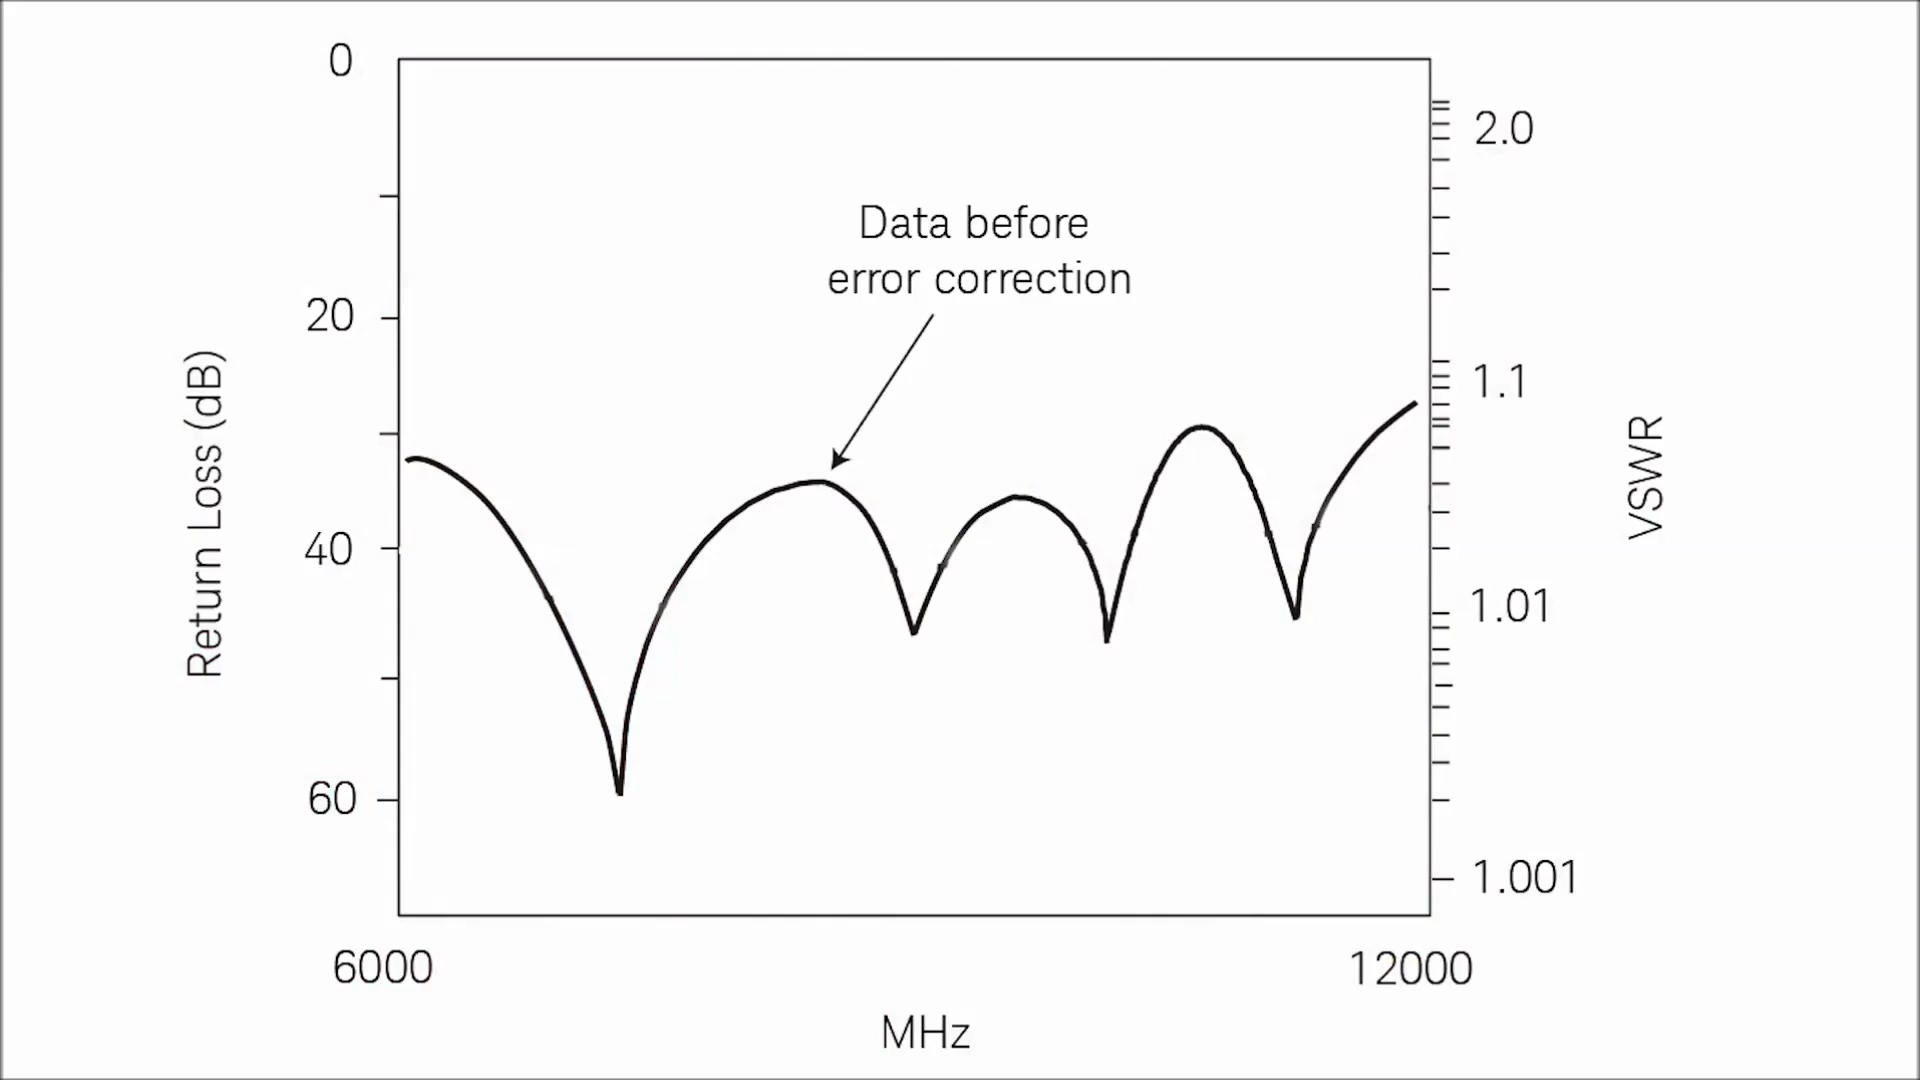 0
2.0
Data before
error correction
20
1.1
Return Loss (dB)
VSWR
40
1.01
60
1.001
6000
12000
MHz